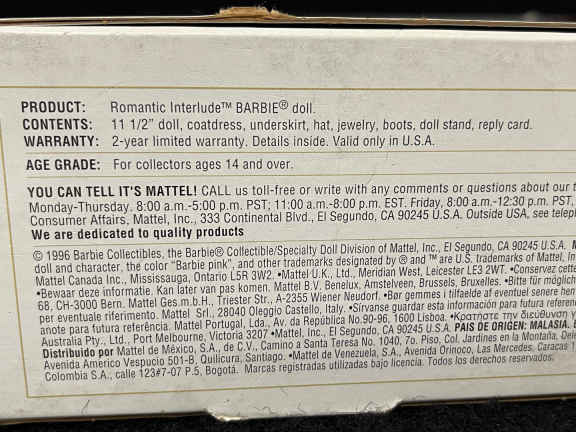 PRODUCT: Romantic Interlude™ BARBIE® doll.
CONTENTS: 11 1/2" doll, coatdress, underskirt, hat, jewelry, boots, doll stand, reply card.
WARRANTY: 2-year limited warranty. Details inside. Valid only in U.S.A.
AGE GRADE: For collectors ages 14 and over.
YOU CAN TELL IT'S MATTEL! CALL us toll-free or write with any comments or questions about our t
Monday-Thursday. 8:00 a.m.-5:00 p.m. PST; 11:00 a.m.-8:00 p.m. EST. Friday, 8:00 a.m.-12:30 p.m. PST,
Consumer Affairs, Mattel, Inc., 333 Continental Blvd., El Segundo, CA 90245 U.S.A. Outside USA, see telep
We are dedicated to quality products
© 1996 Barbie Collectibles, the Barbie® Collectible/Specialty Doll Division of Mattel, Inc., El Segundo, CA 90245 U.S.A.
doll and character, the color "Barbie pink", and other trademarks designated by ® and ™ are U.S. trademarks of Mattel, In
Mattel Canada Inc., Mississauga, Ontario L5R 3W2. •Mattel U.K., Ltd., Meridian West, Leicester LE3 2WT. •Conservez cette
•Bewaar deze informatie. Kan later van pas komen. Mattel B.V. Benelux, Amstelveen, Brussels, Bruxelles. •Bitte für möglich
68, CH-3000 Bern. Mattel Ges.m.b.H., Triester Str., A-2355 Wiener Neudorf. •Bør gemmes i tilfælde af eventuel senere hen
per eventuale riferimento. Mattel Srl., 28040 Oleggio Castello, Italy. •Sírvanse guardar esta información para futura referen
anote para futura referência. Mattel Portugal, Lda., Av. da República No.90-96, 1600 Lisboa. •Κρατήστε την διεύθυνση
Australia Pty., Ltd., Port Melbourne, Victoria 3207 •Mattel, Inc., El Segundo, CA 90245 U.S.A. PAIS DE ORIGEN: MALASIA.
Distribuido por Mattel de México, S.A., de C.V., Camino a Santa Teresa No. 1040, 7o. Piso, Col. Jardines en la Montaña, Del
Avenida Americo Vespucio 501-B, Quilicura, Santiago. •Mattel de Venezuela, S.A., Avenida Orinoco, Las Mercedes, Caracas 1
Colombia S.A., calle 123#7-07 P.5, Bogotá. Marcas registradas utilizadas bajo licencia. Todos los derechos reservados.